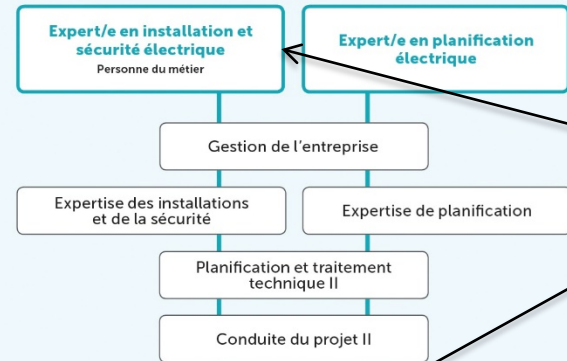 Expert/e en installation et
sécurité électrique
Personne du métier
Expert/e en planification
électrique
Gestion de l'entreprise
Expertise des installations
et de la sécurité
Expertise de planification
Planification et traitement
technique II
Conduite du projet II